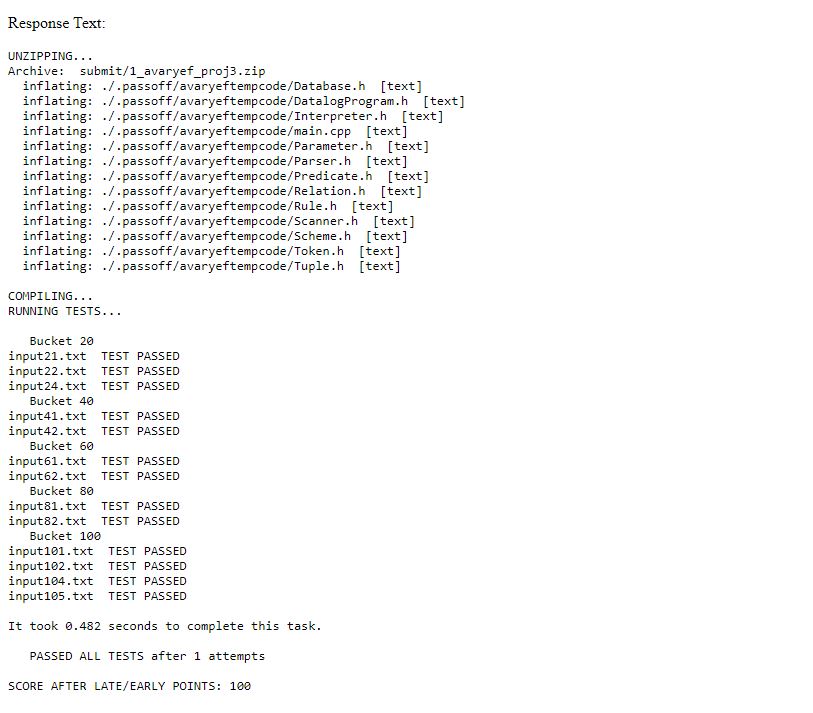 Response Text:
UNZIPPING...
Archive:  submit/1_avaryef_proj3.zip
  inflating: ./.passoff/avaryeftempcode/Database.h  [text]
  inflating: ./.passoff/avaryeftempcode/DatalogProgram.h  [text]
  inflating: ./.passoff/avaryeftempcode/Interpreter.h  [text]
  inflating: ./.passoff/avaryeftempcode/main.cpp  [text]
  inflating: ./.passoff/avaryeftempcode/Parameter.h  [text]
  inflating: ./.passoff/avaryeftempcode/Parser.h  [text]
  inflating: ./.passoff/avaryeftempcode/Predicate.h  [text]
  inflating: ./.passoff/avaryeftempcode/Relation.h  [text]
  inflating: ./.passoff/avaryeftempcode/Rule.h  [text]
  inflating: ./.passoff/avaryeftempcode/Scanner.h  [text]
  inflating: ./.passoff/avaryeftempcode/Scheme.h  [text]
  inflating: ./.passoff/avaryeftempcode/Token.h  [text]
  inflating: ./.passoff/avaryeftempcode/Tuple.h  [text]
COMPILING...
RUNNING TESTS...
   Bucket 20
input21.txt  TEST PASSED
input22.txt  TEST PASSED
input24.txt  TEST PASSED
   Bucket 40
input41.txt  TEST PASSED
input42.txt  TEST PASSED
   Bucket 60
input61.txt  TEST PASSED
input62.txt  TEST PASSED
   Bucket 80
input81.txt  TEST PASSED
input82.txt  TEST PASSED
   Bucket 100
input101.txt  TEST PASSED
input102.txt  TEST PASSED
input104.txt  TEST PASSED
input105.txt  TEST PASSED
It took 0.482 seconds to complete this task.
   PASSED ALL TESTS after 1 attempts
SCORE AFTER LATE/EARLY POINTS: 100